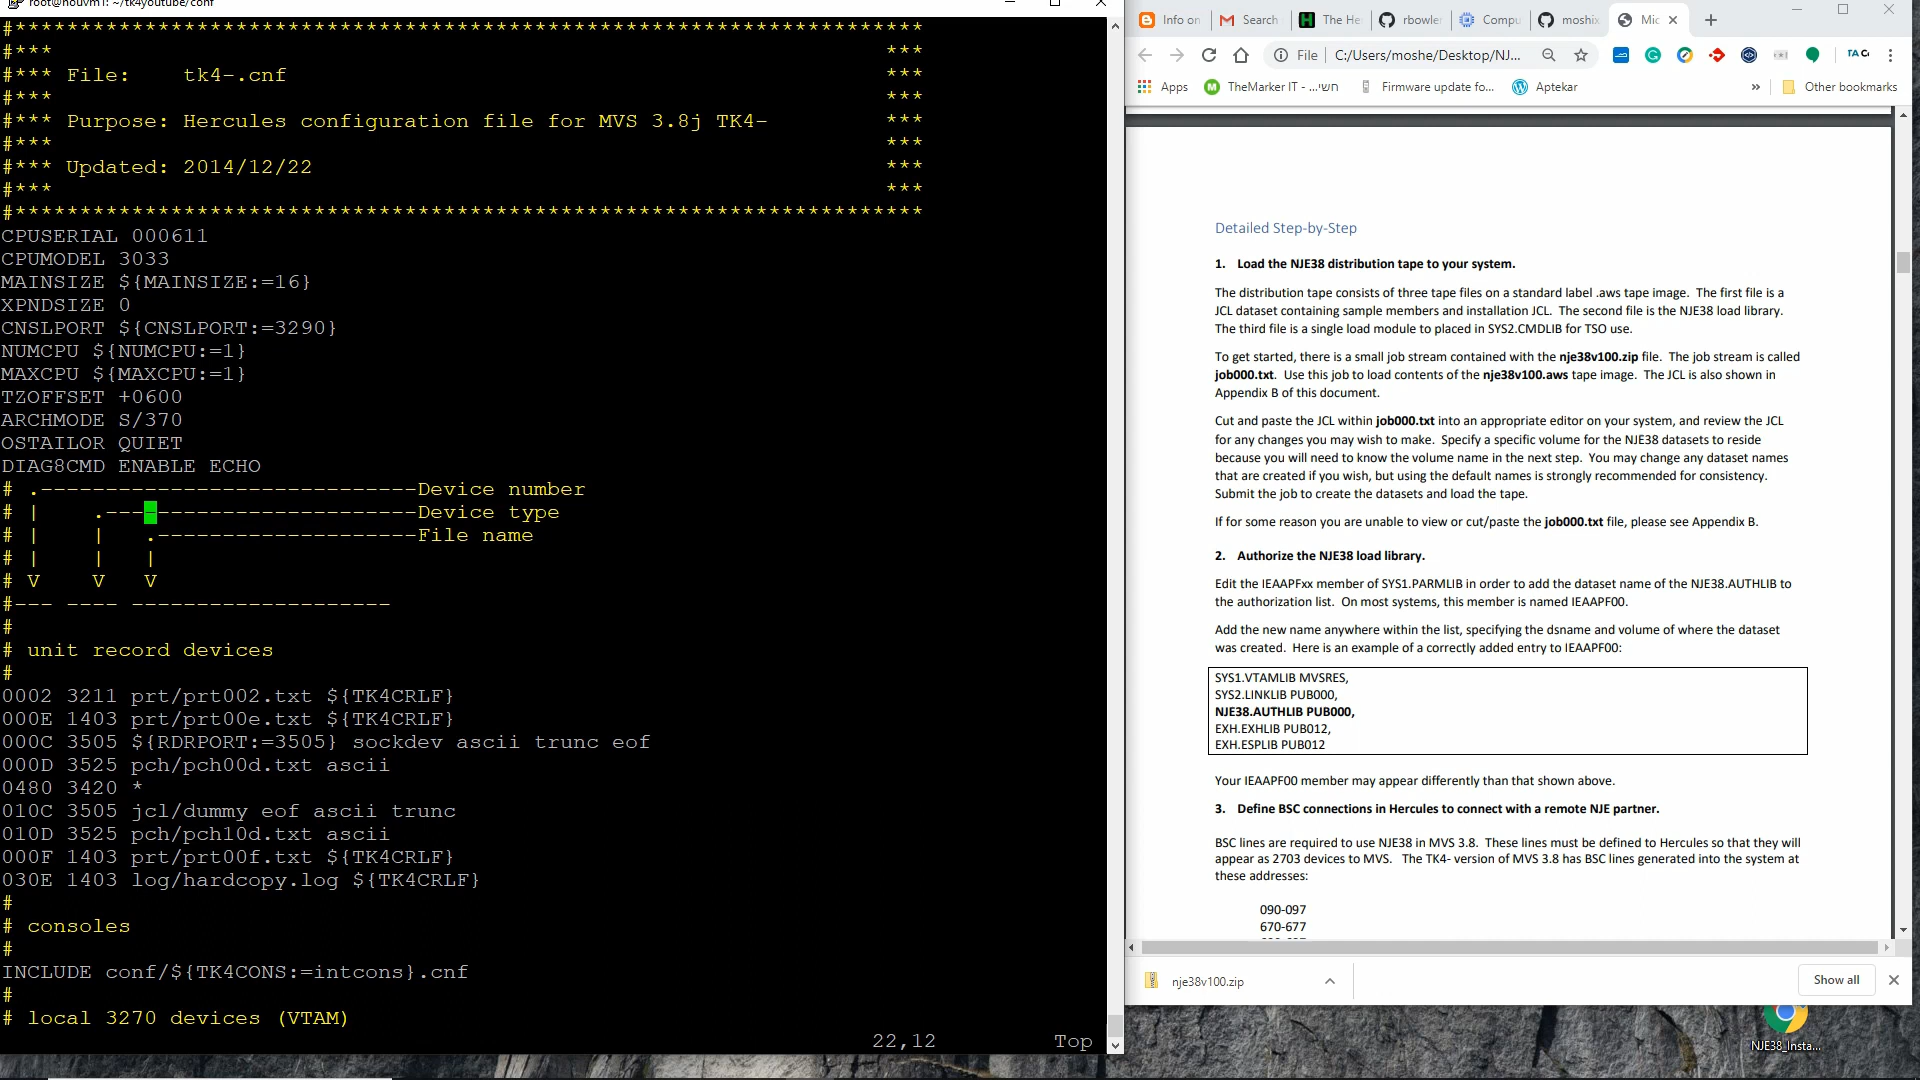 root@nouvm1: ~/tk4youtube/conf
#**********************************************************************
#***                                                                ***
#*** File:    tk4-.cnf                                              ***
#***                                                                ***
#*** Purpose: Hercules configuration file for MVS 3.8j TK4-         ***
#***                                                                ***
#*** Updated: 2014/12/22                                            ***
#***                                                                ***
#**********************************************************************
CPUSERIAL 000611
CPUMODEL 3033
MAINSIZE ${MAINSIZE:=16}
XPNDSIZE 0
CNSLPORT ${CNSLPORT:=3290}
NUMCPU ${NUMCPU:=1}
MAXCPU ${MAXCPU:=1}
TZOFFSET +0600
ARCHMODE S/370
OSTAILOR QUIET
DIAG8CMD ENABLE ECHO
# .-----------------------------Device number
# |    .------------------------Device type
# |    |   .--------------------File name
# |    |   |
# V    V   V
#--- ---- --------------------
#
# unit record devices
#
0002 3211 prt/prt002.txt ${TK4CRLF}
000E 1403 prt/prt00e.txt ${TK4CRLF}
000C 3505 ${RDRPORT:=3505} sockdev ascii trunc eof
000D 3525 pch/pch00d.txt ascii
0480 3420 *
010C 3505 jcl/dummy eof ascii trunc
010D 3525 pch/pch10d.txt ascii
000F 1403 prt/prt00f.txt ${TK4CRLF}
030E 1403 log/hardcopy.log ${TK4CRLF}
#
# consoles
#
INCLUDE conf/${TK4CONS:=intcons}.cnf
#
# local 3270 devices (VTAM)
22,12 Top
Info on Search The He rbowle Compu moshix Mic
File C:/Users/moshe/Desktop/NJ...
Apps TheMarker IT - ...חשי Firmware update fo... Aptekar » Other bookmarks
Detailed Step-by-Step
1. Load the NJE38 distribution tape to your system.
The distribution tape consists of three tape files on a standard label .aws tape image. The first file is a
JCL dataset containing sample members and installation JCL. The second file is the NJE38 load library.
The third file is a single load module to placed in SYS2.CMDLIB for TSO use.
To get started, there is a small job stream contained with the nje38v100.zip file. The job stream is called
job000.txt. Use this job to load contents of the nje38v100.aws tape image. The JCL is also shown in
Appendix B of this document.
Cut and paste the JCL within job000.txt into an appropriate editor on your system, and review the JCL
for any changes you may wish to make. Specify a specific volume for the NJE38 datasets to reside
because you will need to know the volume name in the next step. You may change any dataset names
that are created if you wish, but using the default names is strongly recommended for consistency.
Submit the job to create the datasets and load the tape.
If for some reason you are unable to view or cut/paste the job000.txt file, please see Appendix B.
2. Authorize the NJE38 load library.
Edit the IEAAPFxx member of SYS1.PARMLIB in order to add the dataset name of the NJE38.AUTHLIB to
the authorization list. On most systems, this member is named IEAAPF00.
Add the new name anywhere within the list, specifying the dsname and volume of where the dataset
was created. Here is an example of a correctly added entry to IEAAPF00:
SYS1.VTAMLIB MVSRES,
SYS2.LINKLIB PUB000,
NJE38.AUTHLIB PUB000,
EXH.EXHLIB PUB012,
EXH.ESPLIB PUB012
Your IEAAPF00 member may appear differently than that shown above.
3. Define BSC connections in Hercules to connect with a remote NJE partner.
BSC lines are required to use NJE38 in MVS 3.8. These lines must be defined to Hercules so that they will
appear as 2703 devices to MVS. The TK4- version of MVS 3.8 has BSC lines generated into the system at
these addresses:
090-097
670-677
nje38v100.zip
Show all
NJE38_Insta...